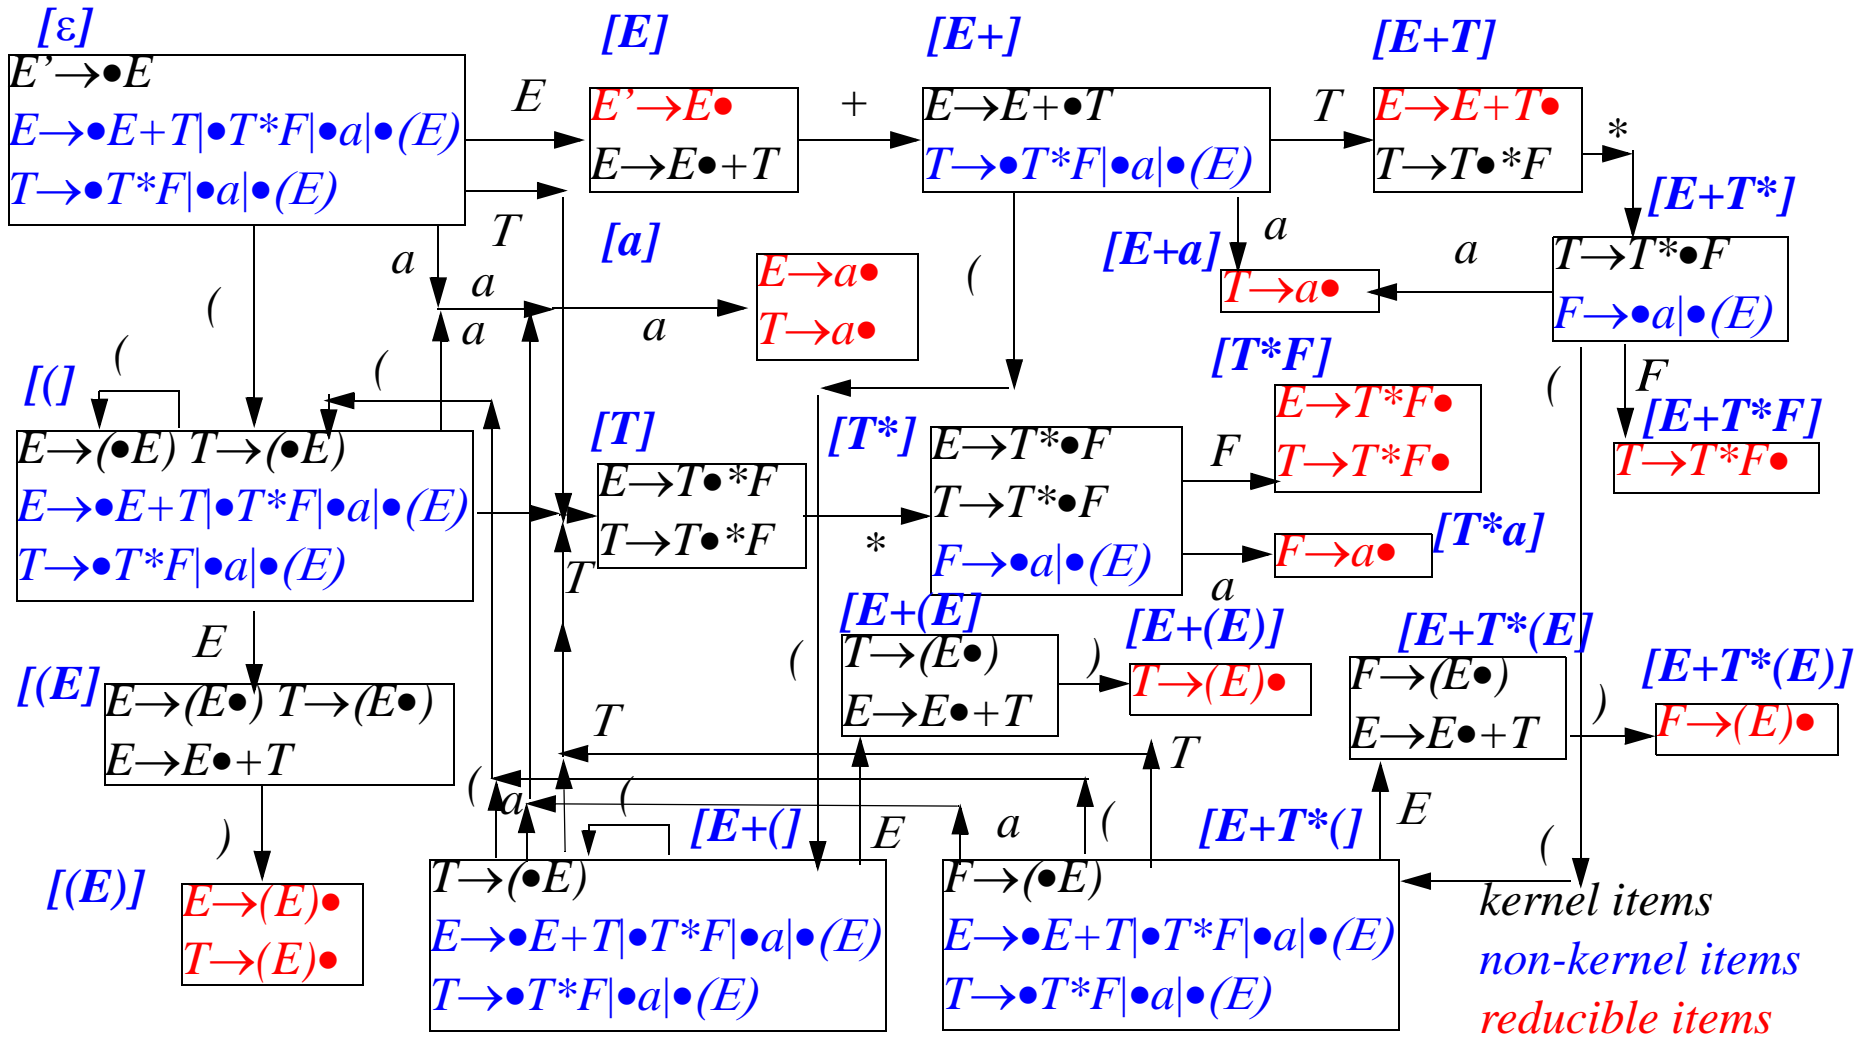 [ε]
E'→•E
E→•E+T|•T*F|•a|•(E)
T→•T*F|•a|•(E)
E
T
a
(
[E]
E'→E•
E→E•+T
+
[E+]
E→E+•T
T→•T*F|•a|•(E)
T
a
(
[E+T]
E→E+T•
T→T•*F
*
[E+T*]
T→T*•F
F→•a|•(E)
a
F
(
[E+a]
T→a•
[a]
E→a•
T→a•
a
a
a
[T*F]
E→T*F•
T→T*F•
[E+T*F]
T→T*F•
[(]
(
(
E→(•E) T→(•E)
E→•E+T|•T*F|•a|•(E)
T→•T*F|•a|•(E)
E
[T]
E→T•*F
T→T•*F
*
T
[T*]
E→T*•F
T→T*•F
F→•a|•(E)
F
a
[T*a]
F→a•
[(E]
E→(E•) T→(E•)
E→E•+T
)
[(E)]
E→(E)•
T→(E)•
[E+(E]
T→(E•)
E→E•+T
)
[E+(E)]
T→(E)•
[E+T*(E]
F→(E•)
E→E•+T
)
[E+T*(E)]
F→(E)•
(
T
T
(
a
(
[E+(]
E
T→(•E)
E→•E+T|•T*F|•a|•(E)
T→•T*F|•a|•(E)
a
(
[E+T*(]
E
(
F→(•E)
E→•E+T|•T*F|•a|•(E)
T→•T*F|•a|•(E)
kernel items
non-kernel items
reducible items